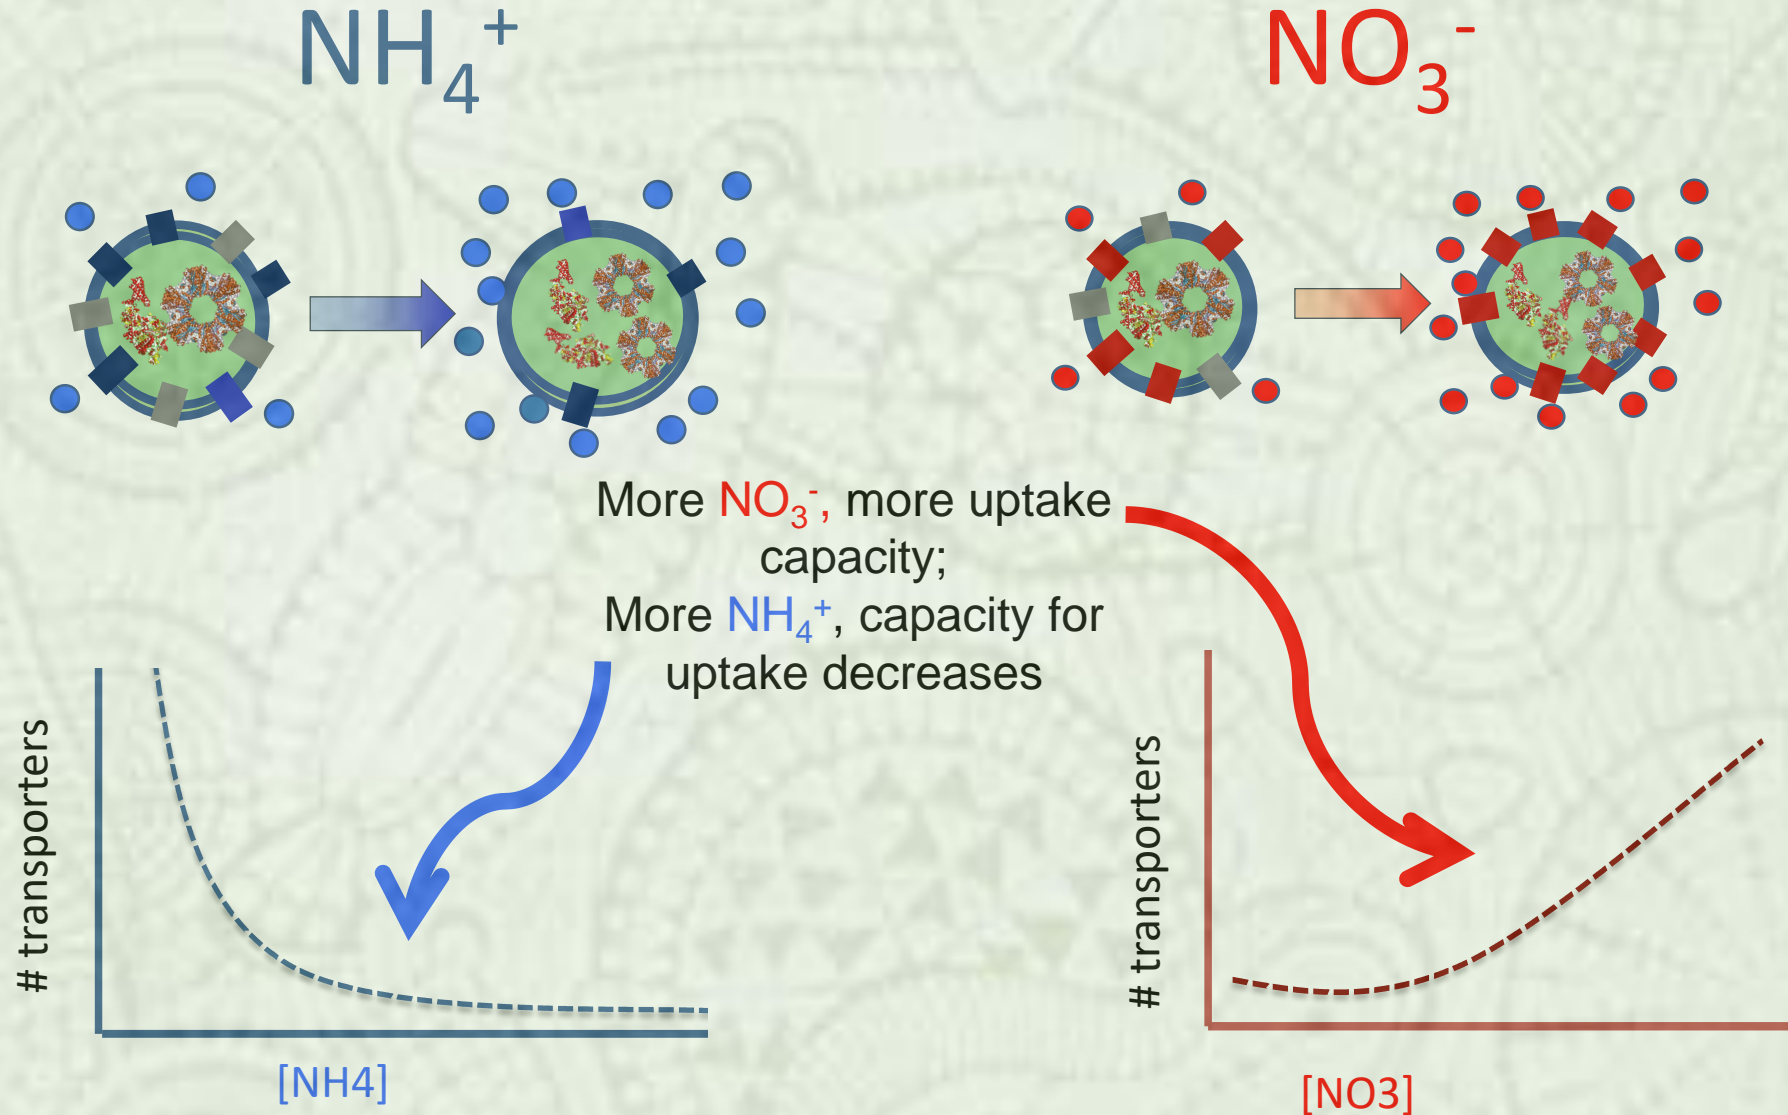 NH₄⁺
NO₃⁻
More NO₃⁻, more uptake
capacity;
More NH₄⁺, capacity for
uptake decreases
# transporters
[NH4]
# transporters
[NO3]